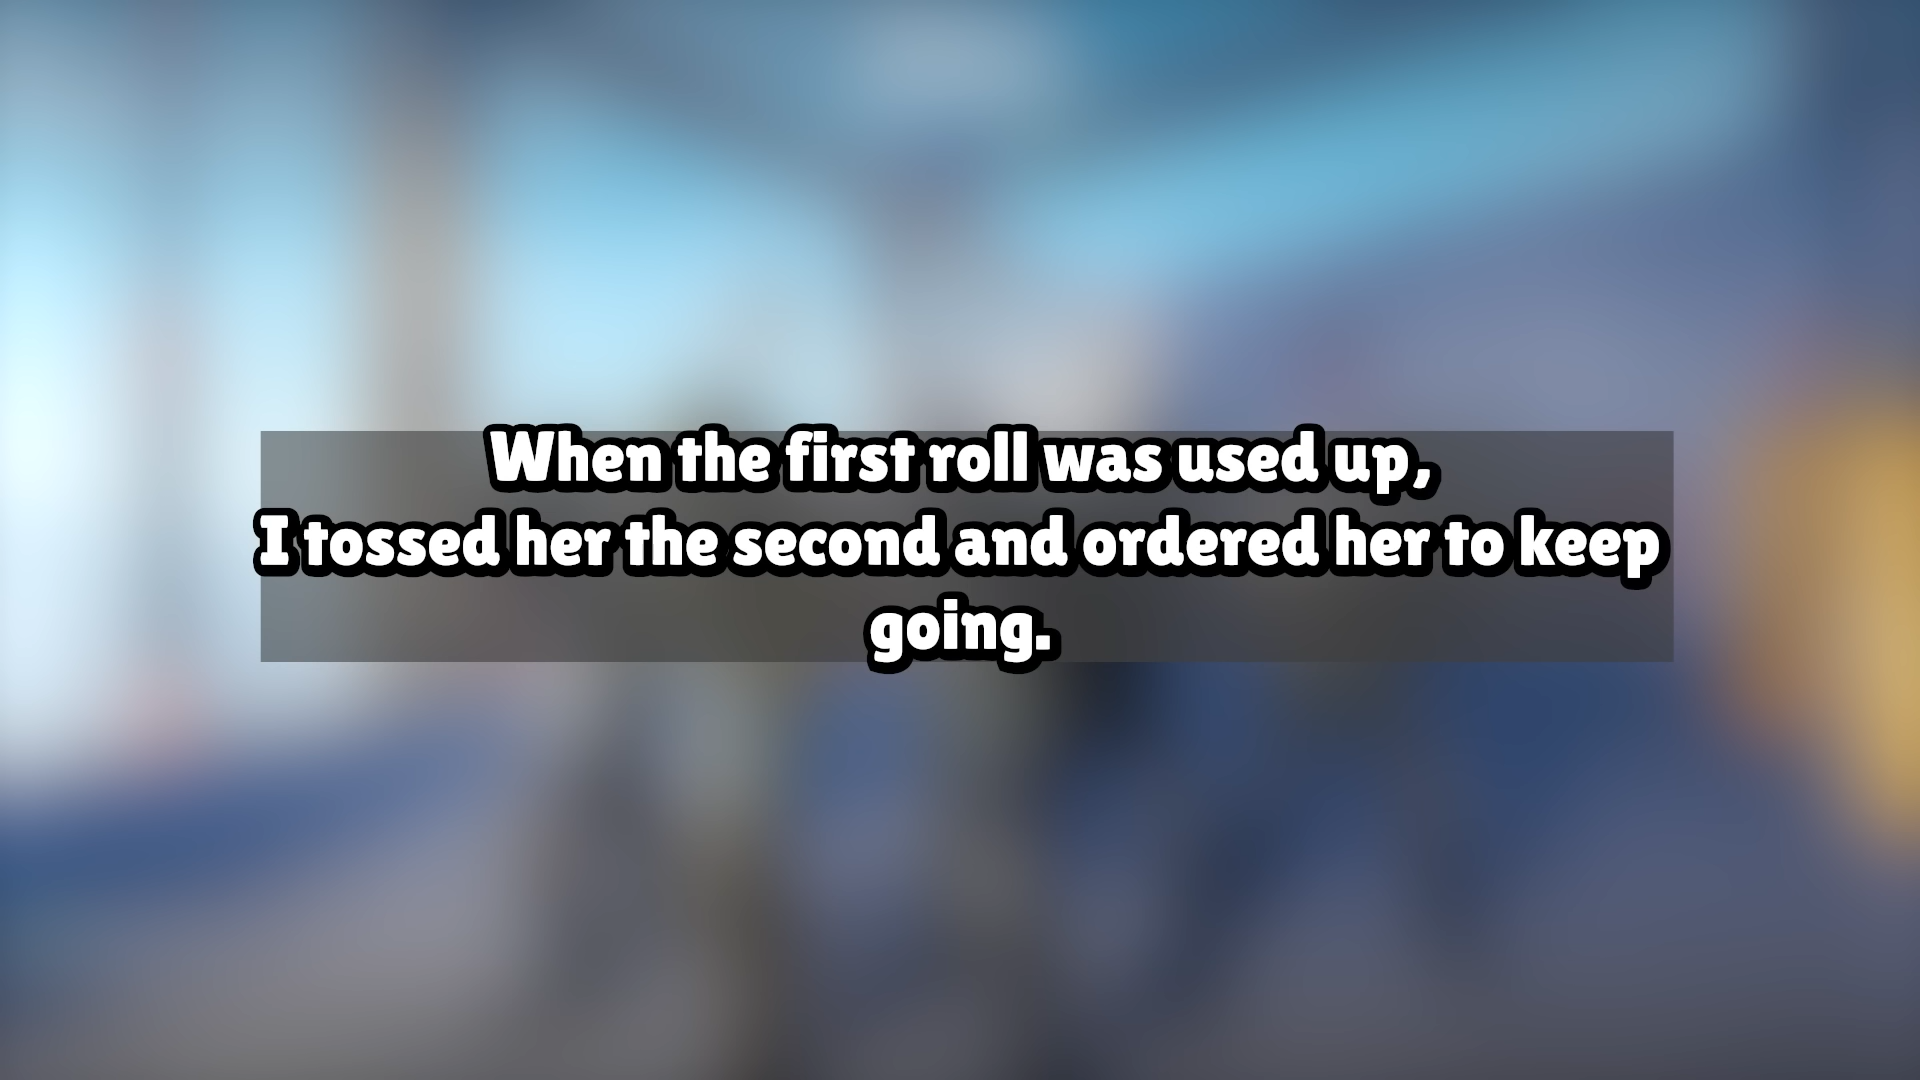 When the first roll was used up,
I tossed her the second and ordered her to keep
going.